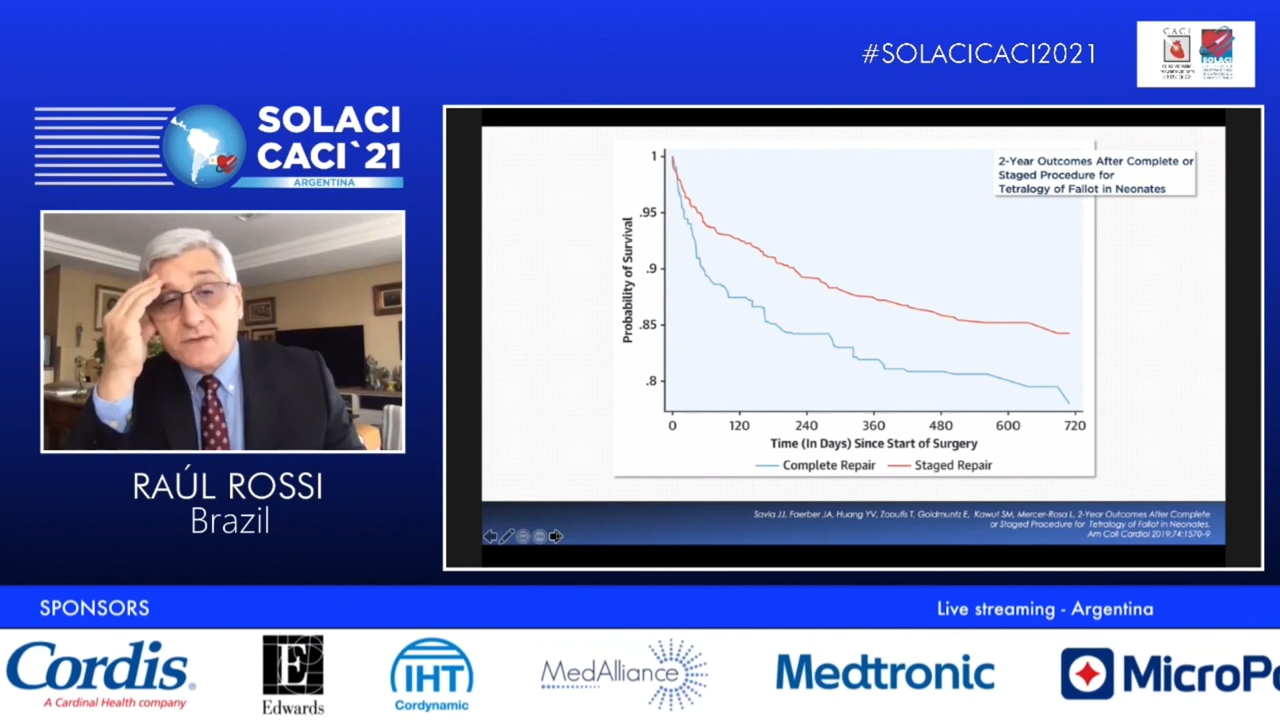 #SOLACICACI2021
CACI
SOLACI
SOLACI
CACI`21
ARGENTINA
RAÚL ROSSI
Brazil
2-Year Outcomes After Complete or
Staged Procedure for
Tetralogy of Fallot in Neonates
Probability of Survival
1
.95
.9
.85
.8
0 120 240 360 480 600 720
Time (In Days) Since Start of Surgery
Complete Repair Staged Repair
Savla JJ, Faerber JA, Huang YV, Zaoutis T, Goldmuntz E, Kawut SM, Mercer-Rosa L. 2-Year Outcomes After Complete
or Staged Procedure for Tetralogy of Fallot in Neonates.
Am Coll Cardiol 2019;74:1570-9
SPONSORS
Live streaming - Argentina
Cordis.
A Cardinal Health company
E
Edwards
IHT
Cordynamic
MedAlliance
Medtronic
MicroPo